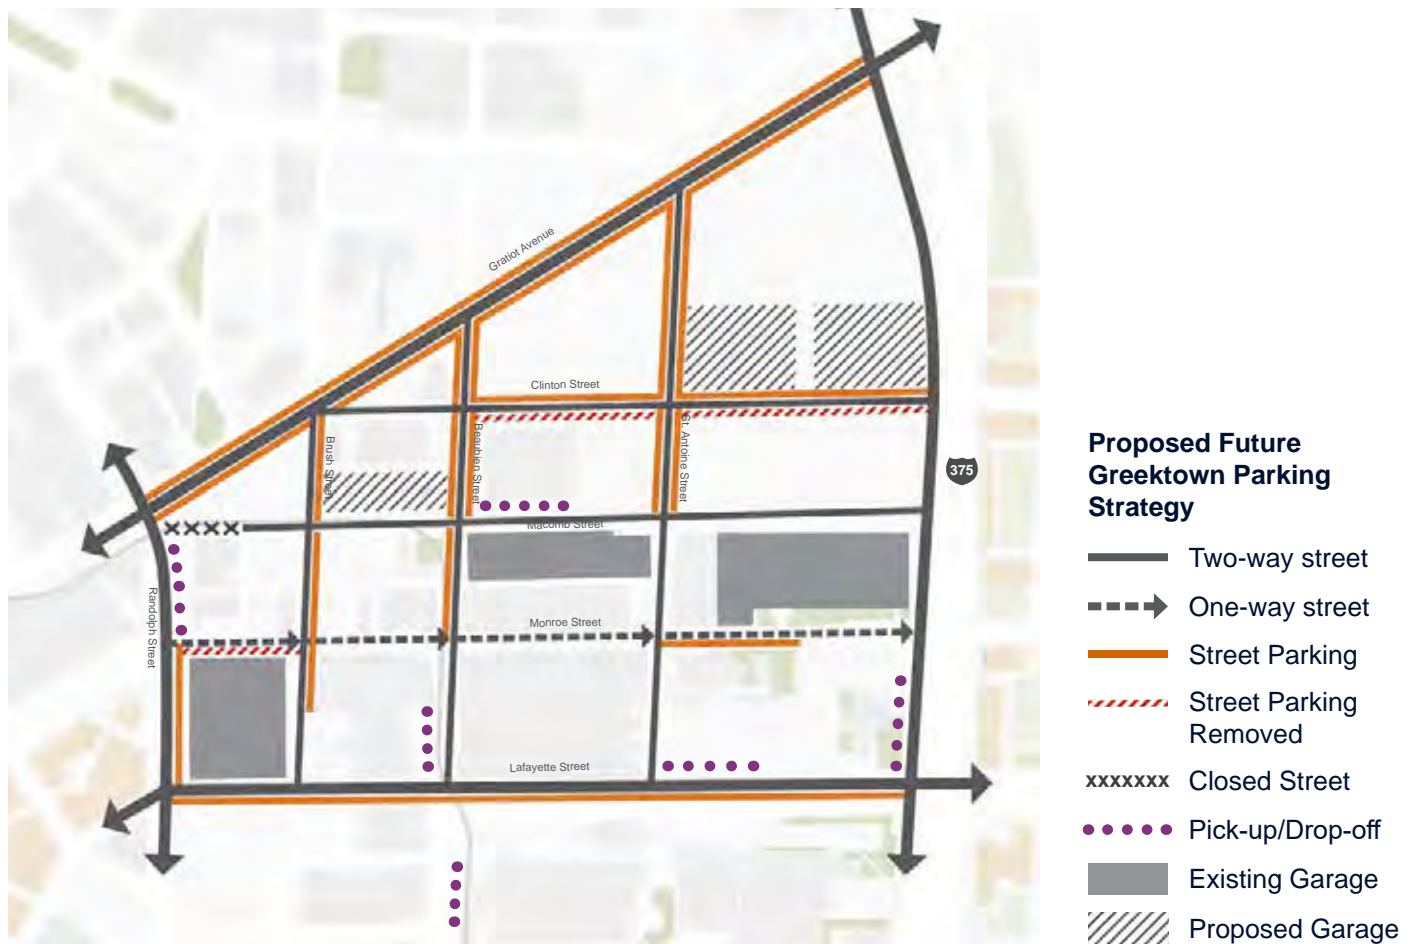 Gratiot Avenue
Clinton Street
Brush Street
Beaubien Street
St. Antoine Street
375
Macomb Street
Randolph Street
Monroe Street
Lafayette Street
Proposed Future
Greektown Parking
Strategy
Two-way street
One-way street
Street Parking
Street Parking
Removed
xxxxxxx Closed Street
Pick-up/Drop-off
Existing Garage
Proposed Garage